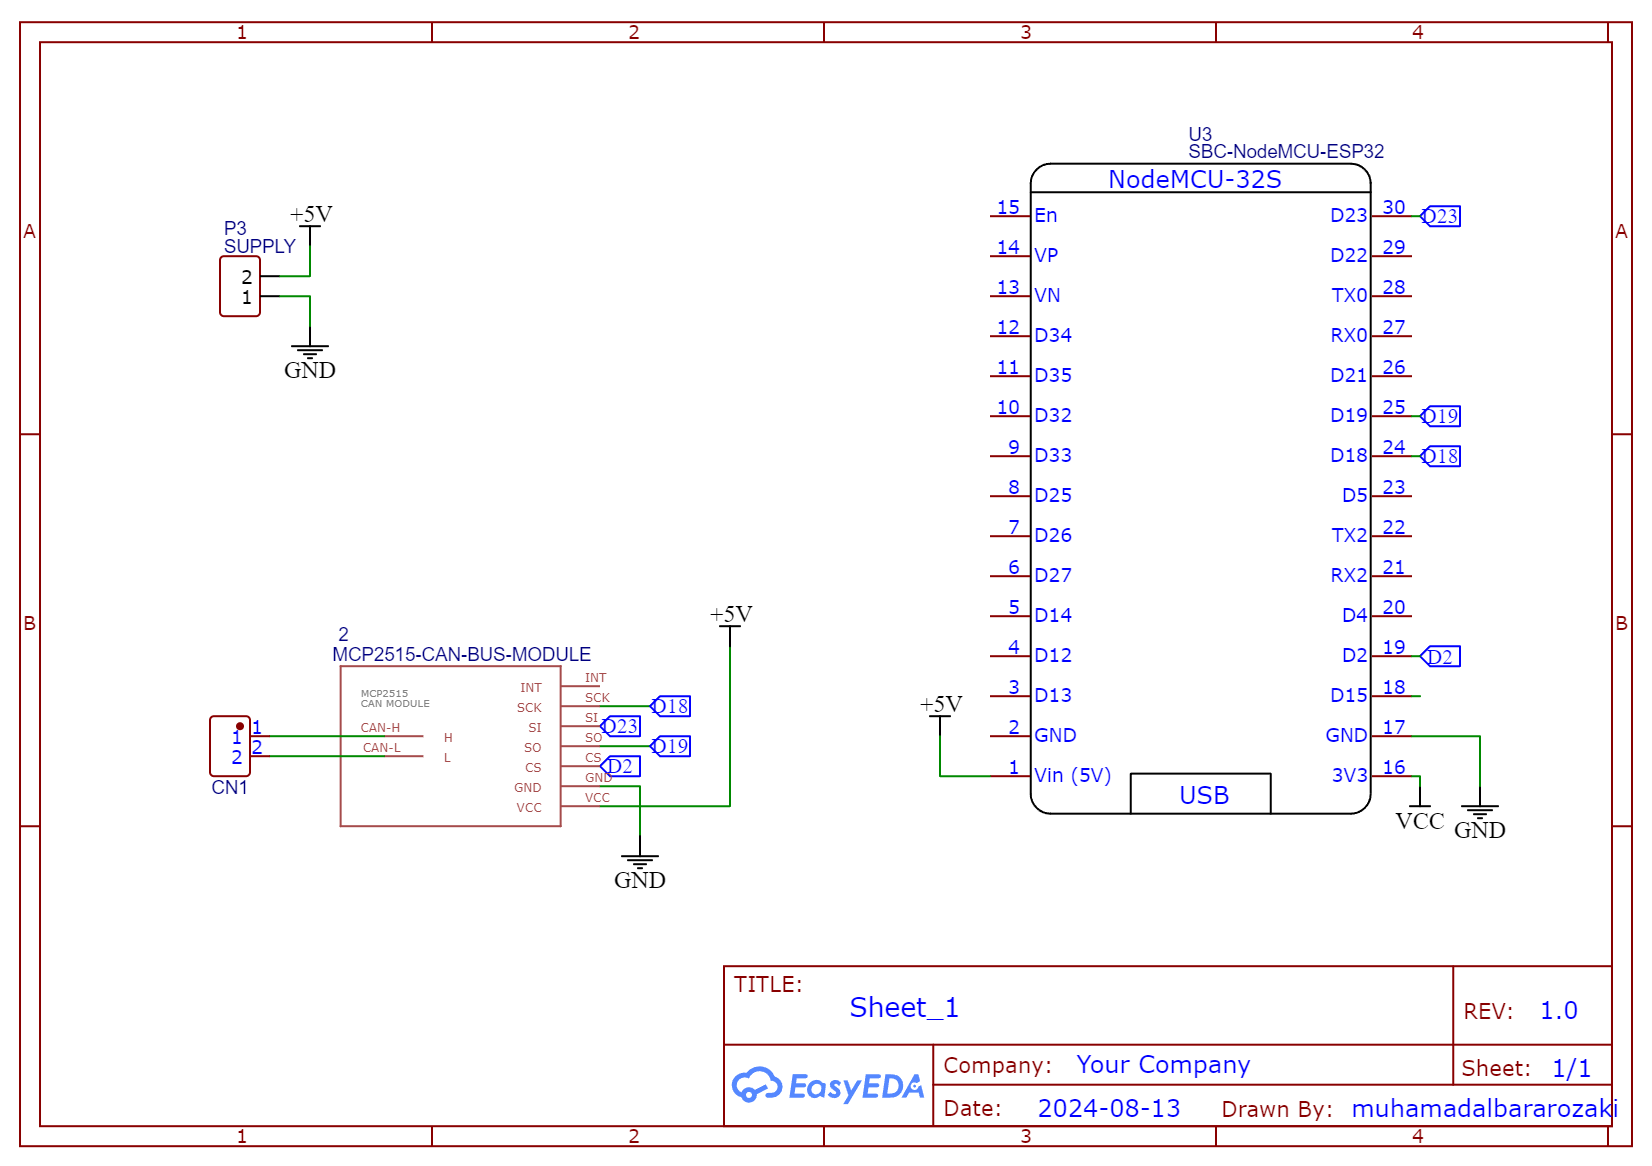 1 2 3 4
A A
B B
P3
SUPPLY
+5V
2
1
GND
U3
SBC-NodeMCU-ESP32
NodeMCU-32S
15 En D23 30 D23
14 VP D22 29
13 VN TX0 28
12 D34 RX0 27
11 D35 D21 26
10 D32 D19 25 D19
9 D33 D18 24 D18
8 D25 D5 23
7 D26 TX2 22
6 D27 RX2 21
5 D14 D4 20
4 D12 D2 19 D2
3 D13 D15 18
2 GND GND 17
1 Vin (5V) 3V3 16
+5V
USB
VCC
GND
2
MCP2515-CAN-BUS-MODULE
+5V
MCP2515
CAN MODULE
INT INT
SCK SCK D18
SI SI D23
SO SO D19
CS CS D2
GND GND
VCC VCC
CAN-H H
CAN-L L
1 1
2 2
CN1
GND
TITLE:
Sheet_1
REV: 1.0
EasyEDA
Company: Your Company
Sheet: 1/1
Date: 2024-08-13
Drawn By: muhamadalbararozaki
1 2 3 4